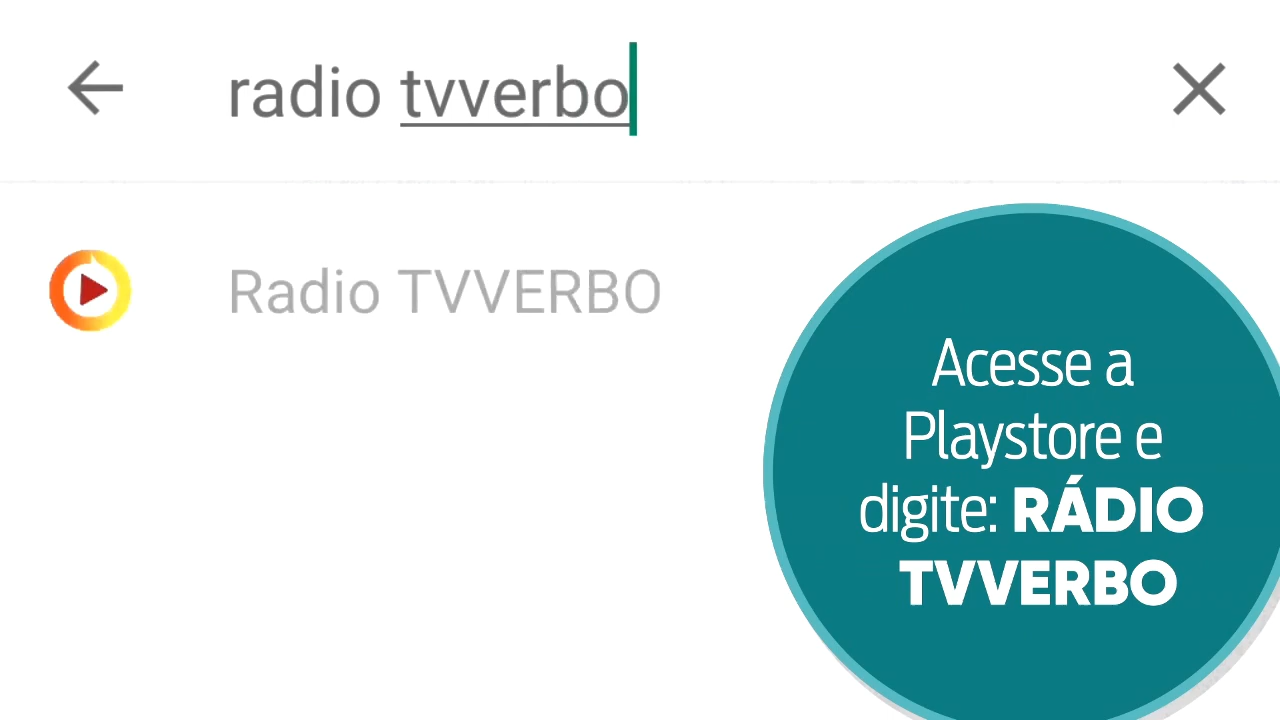 radio tvverbo
Radio TVVERBO
Acesse a
Playstore e
digite: RÁDIO
TVVERBO